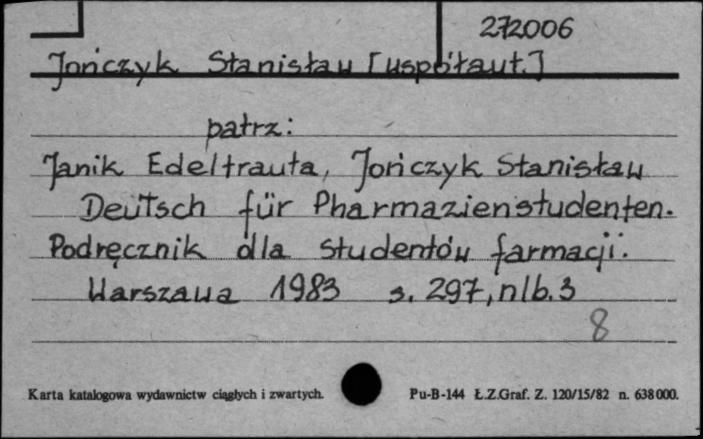 272006
Jończyk Stanisław [współaut.]
patrz:
Janik Edeltrauta, Jończyk Stanisław
Deutsch für Pharmazienstudenten.
Podręcznik dla studentów farmacji.
Warszawa 1983 s. 297, nlb. 3
8
Karta katalogowa wydawnictw ciągłych i zwartych. Pu-B-144 Ł.Z.Graf. Z. 120/15/82 n. 638000.